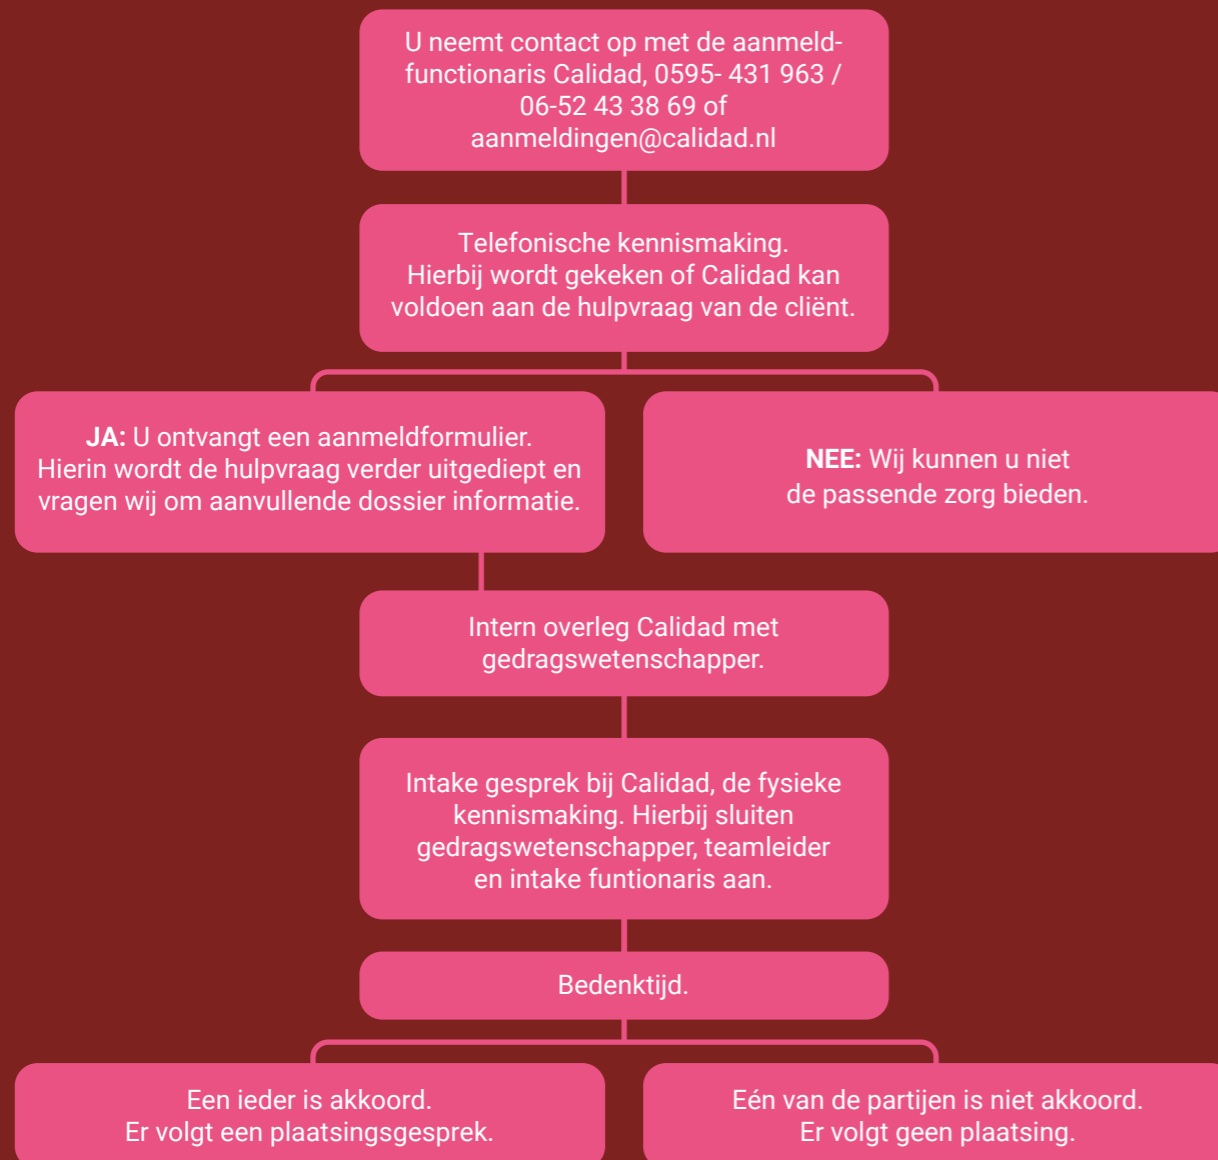 U neemt contact op met de aanmeld-
functionaris Calidad, 0595- 431 963 /
06-52 43 38 69 of
aanmeldingen@calidad.nl
Telefonische kennismaking.
Hierbij wordt gekeken of Calidad kan
voldoen aan de hulpvraag van de cliënt.
JA: U ontvangt een aanmeldformulier.
Hierin wordt de hulpvraag verder uitgediept en
vragen wij om aanvullende dossier informatie.
NEE: Wij kunnen u niet
de passende zorg bieden.
Intern overleg Calidad met
gedragswetenschapper.
Intake gesprek bij Calidad, de fysieke
kennismaking. Hierbij sluiten
gedragswetenschapper, teamleider
en intake funtionaris aan.
Bedenktijd.
Een ieder is akkoord.
Er volgt een plaatsingsgesprek.
Eén van de partijen is niet akkoord.
Er volgt geen plaatsing.